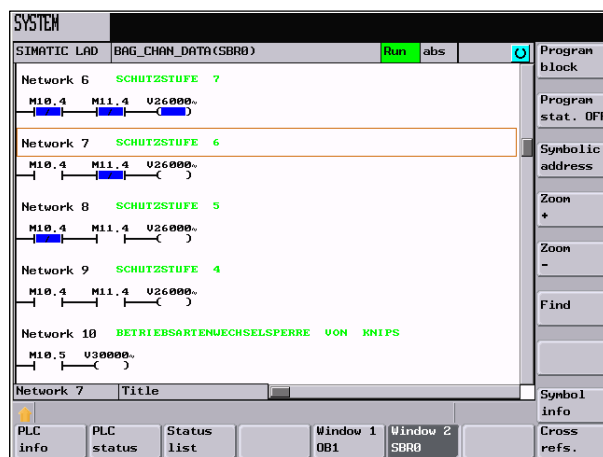 SYSTEM
SIMATIC LAD BAG_CHAN_DATA(SBR0) Run abs
Network 6 SCHUTZSTUFE 7
M10.4 M11.4 V26000~
Network 7 SCHUTZSTUFE 6
M10.4 M11.4 V26000~
Network 8 SCHUTZSTUFE 5
M10.4 M11.4 V26000~
Network 9 SCHUTZSTUFE 4
M10.4 M11.4 V26000~
Network 10 BETRIEBSARTENWECHSELSPERRE VON KNIPS
M10.5 V30000~
Network 7 Title
Program
block
Program
stat. OFF
Symbolic
address
Zoom
+
Zoom
-
Find
Symbol
info
Cross
refs.
PLC
info
PLC
status
Status
list
Window 1
OB1
Window 2
SBR0